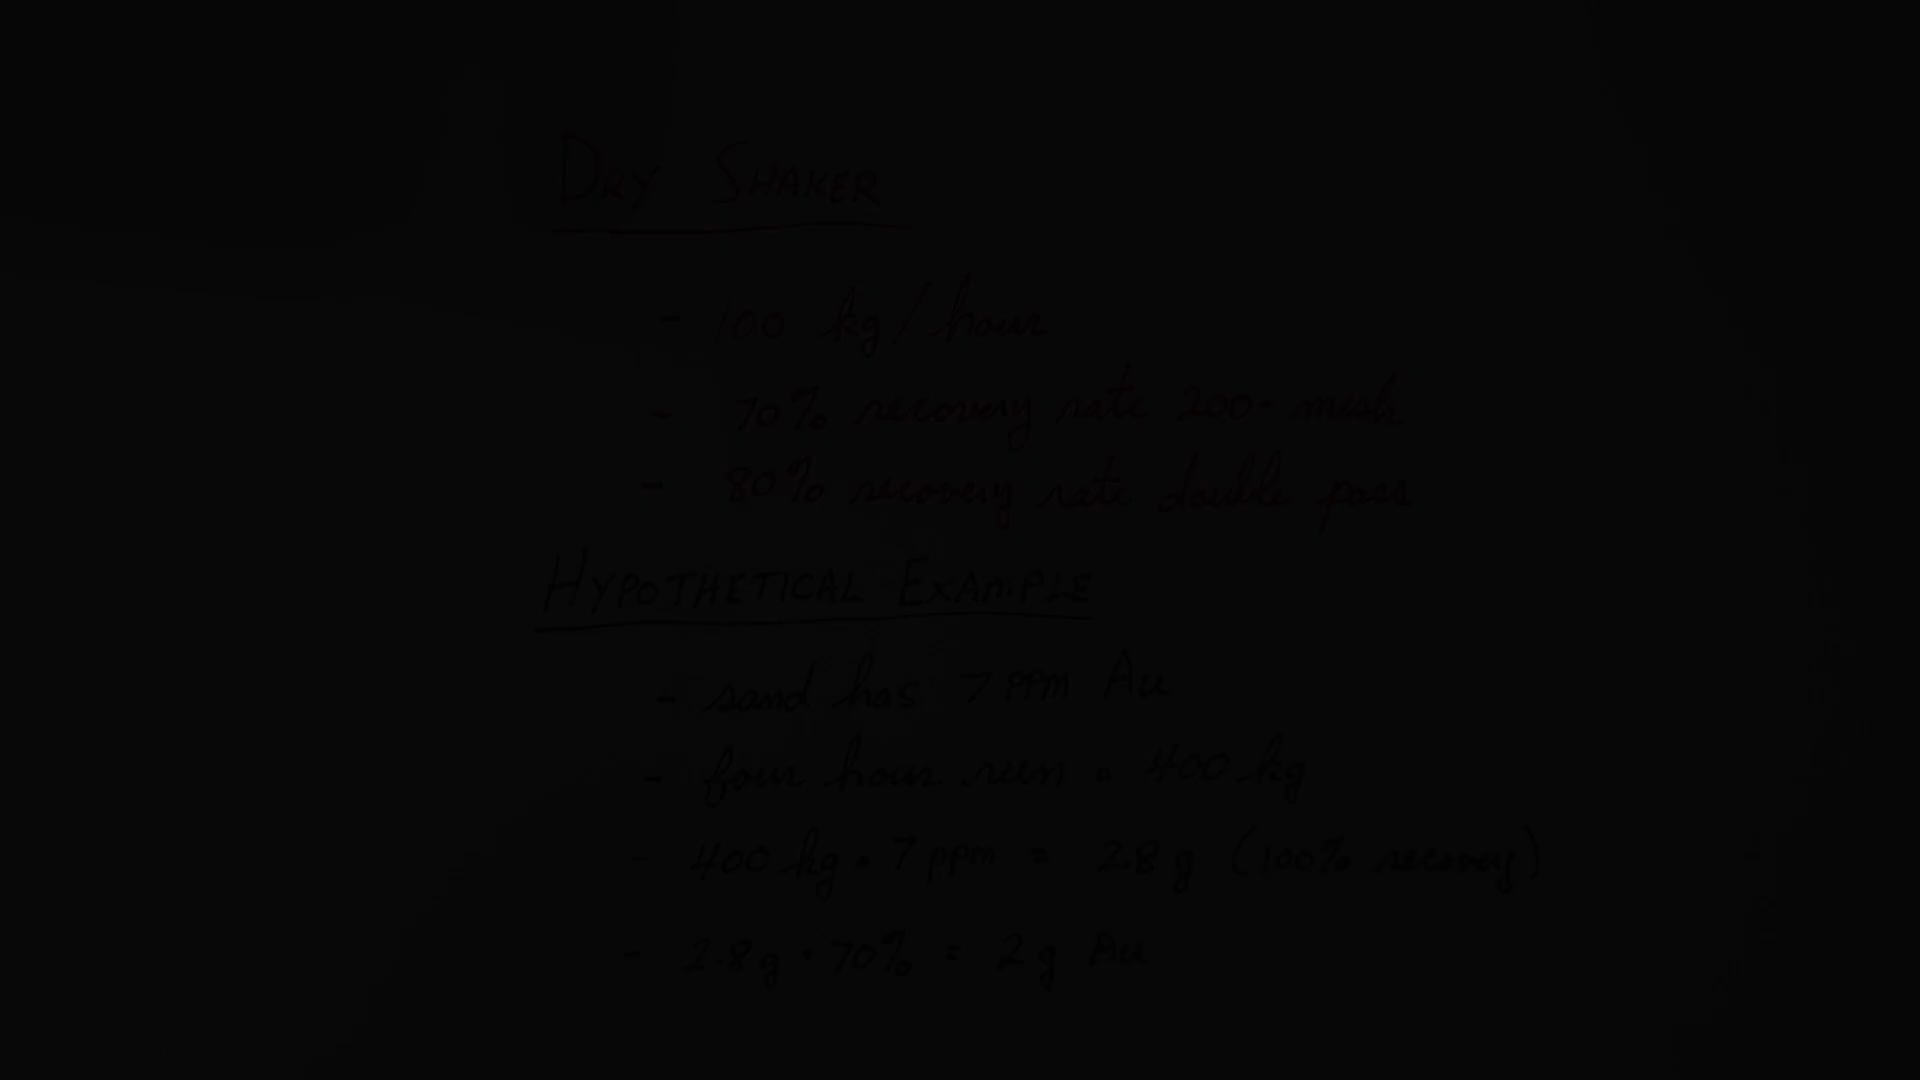 DRY SHAKER
- 100 kg/hour
- 70% recovery rate 200-mesh
- 80% recovery rate double pass
HYPOTHETICAL EXAMPLE
- sand has 7 PPM Au
- four hour run = 400 kg
- 400 kg • 7 ppm = 2.8 g (100% recovery)
- 2.8 g • 70% = 2 g Au